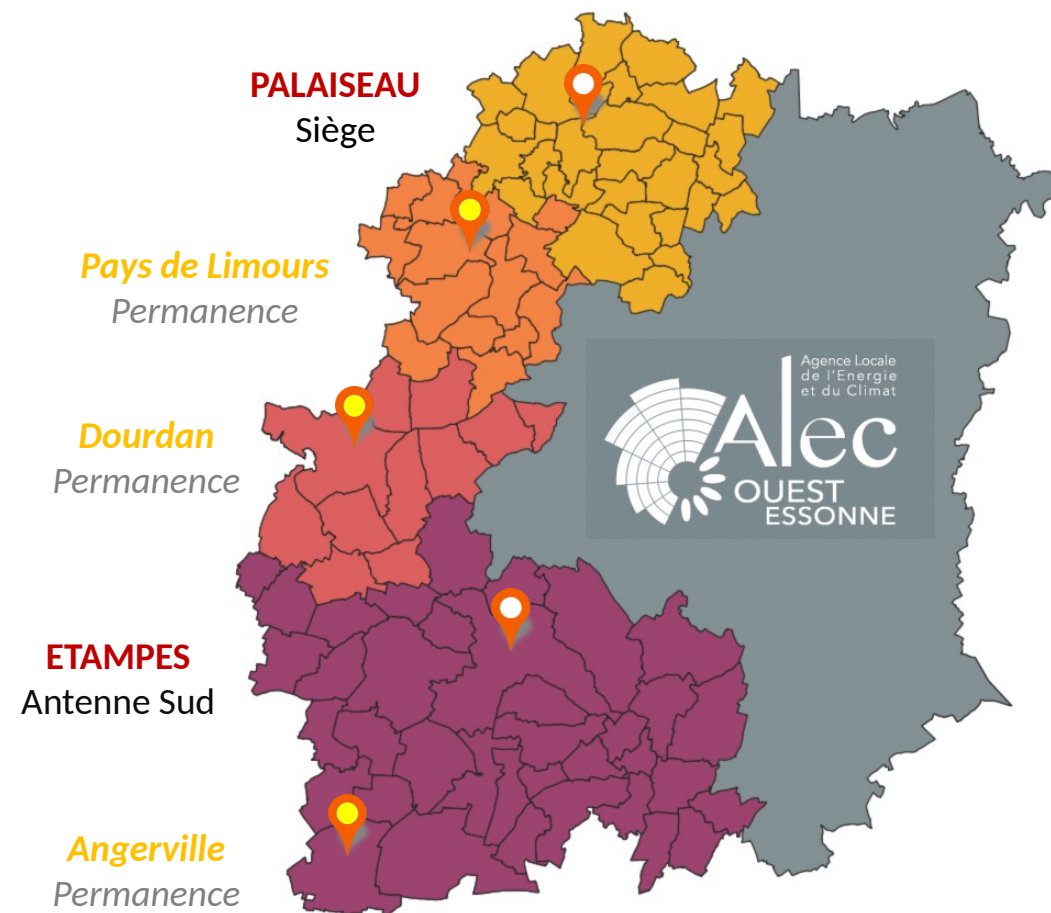 PALAISEAU
Siège
Pays de Limours
Permanence
Agence Locale
de l'Energie
et du Climat
Alec
OUEST
ESSONNE
Dourdan
Permanence
ETAMPES
Antenne Sud
Angerville
Permanence